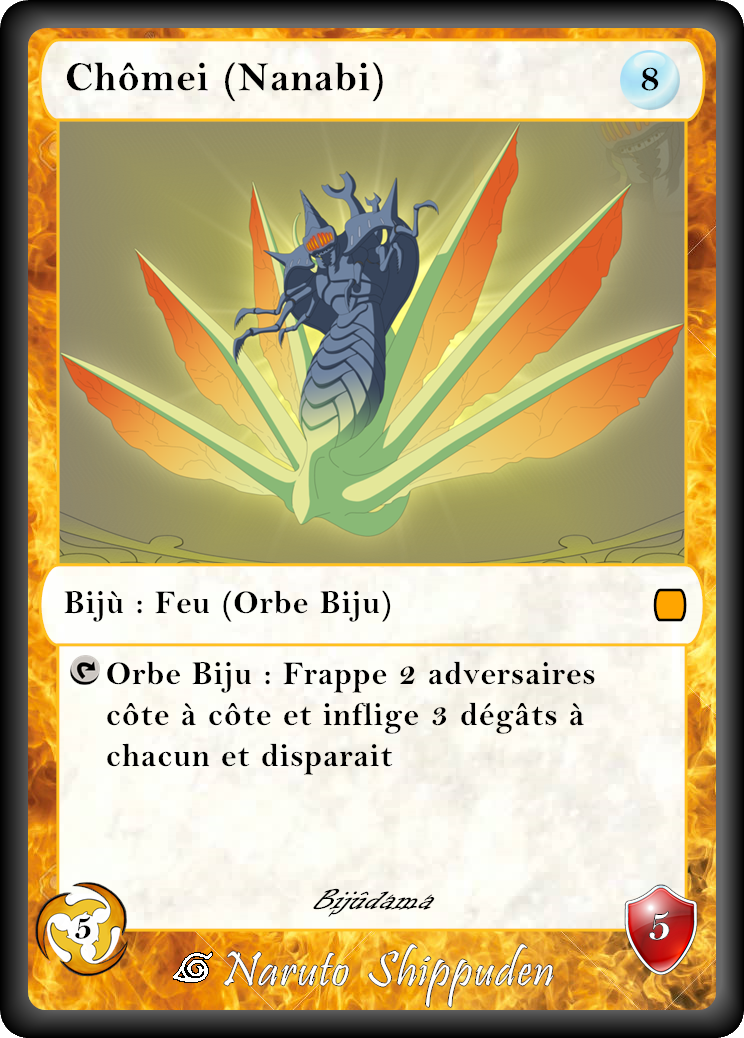 Chômei (Nanabi)
8
Bijù : Feu (Orbe Biju)
Orbe Biju : Frappe 2 adversaires
côte à côte et inflige 3 dégâts à
chacun et disparait
Bijûdama
5
5
Naruto Shippuden